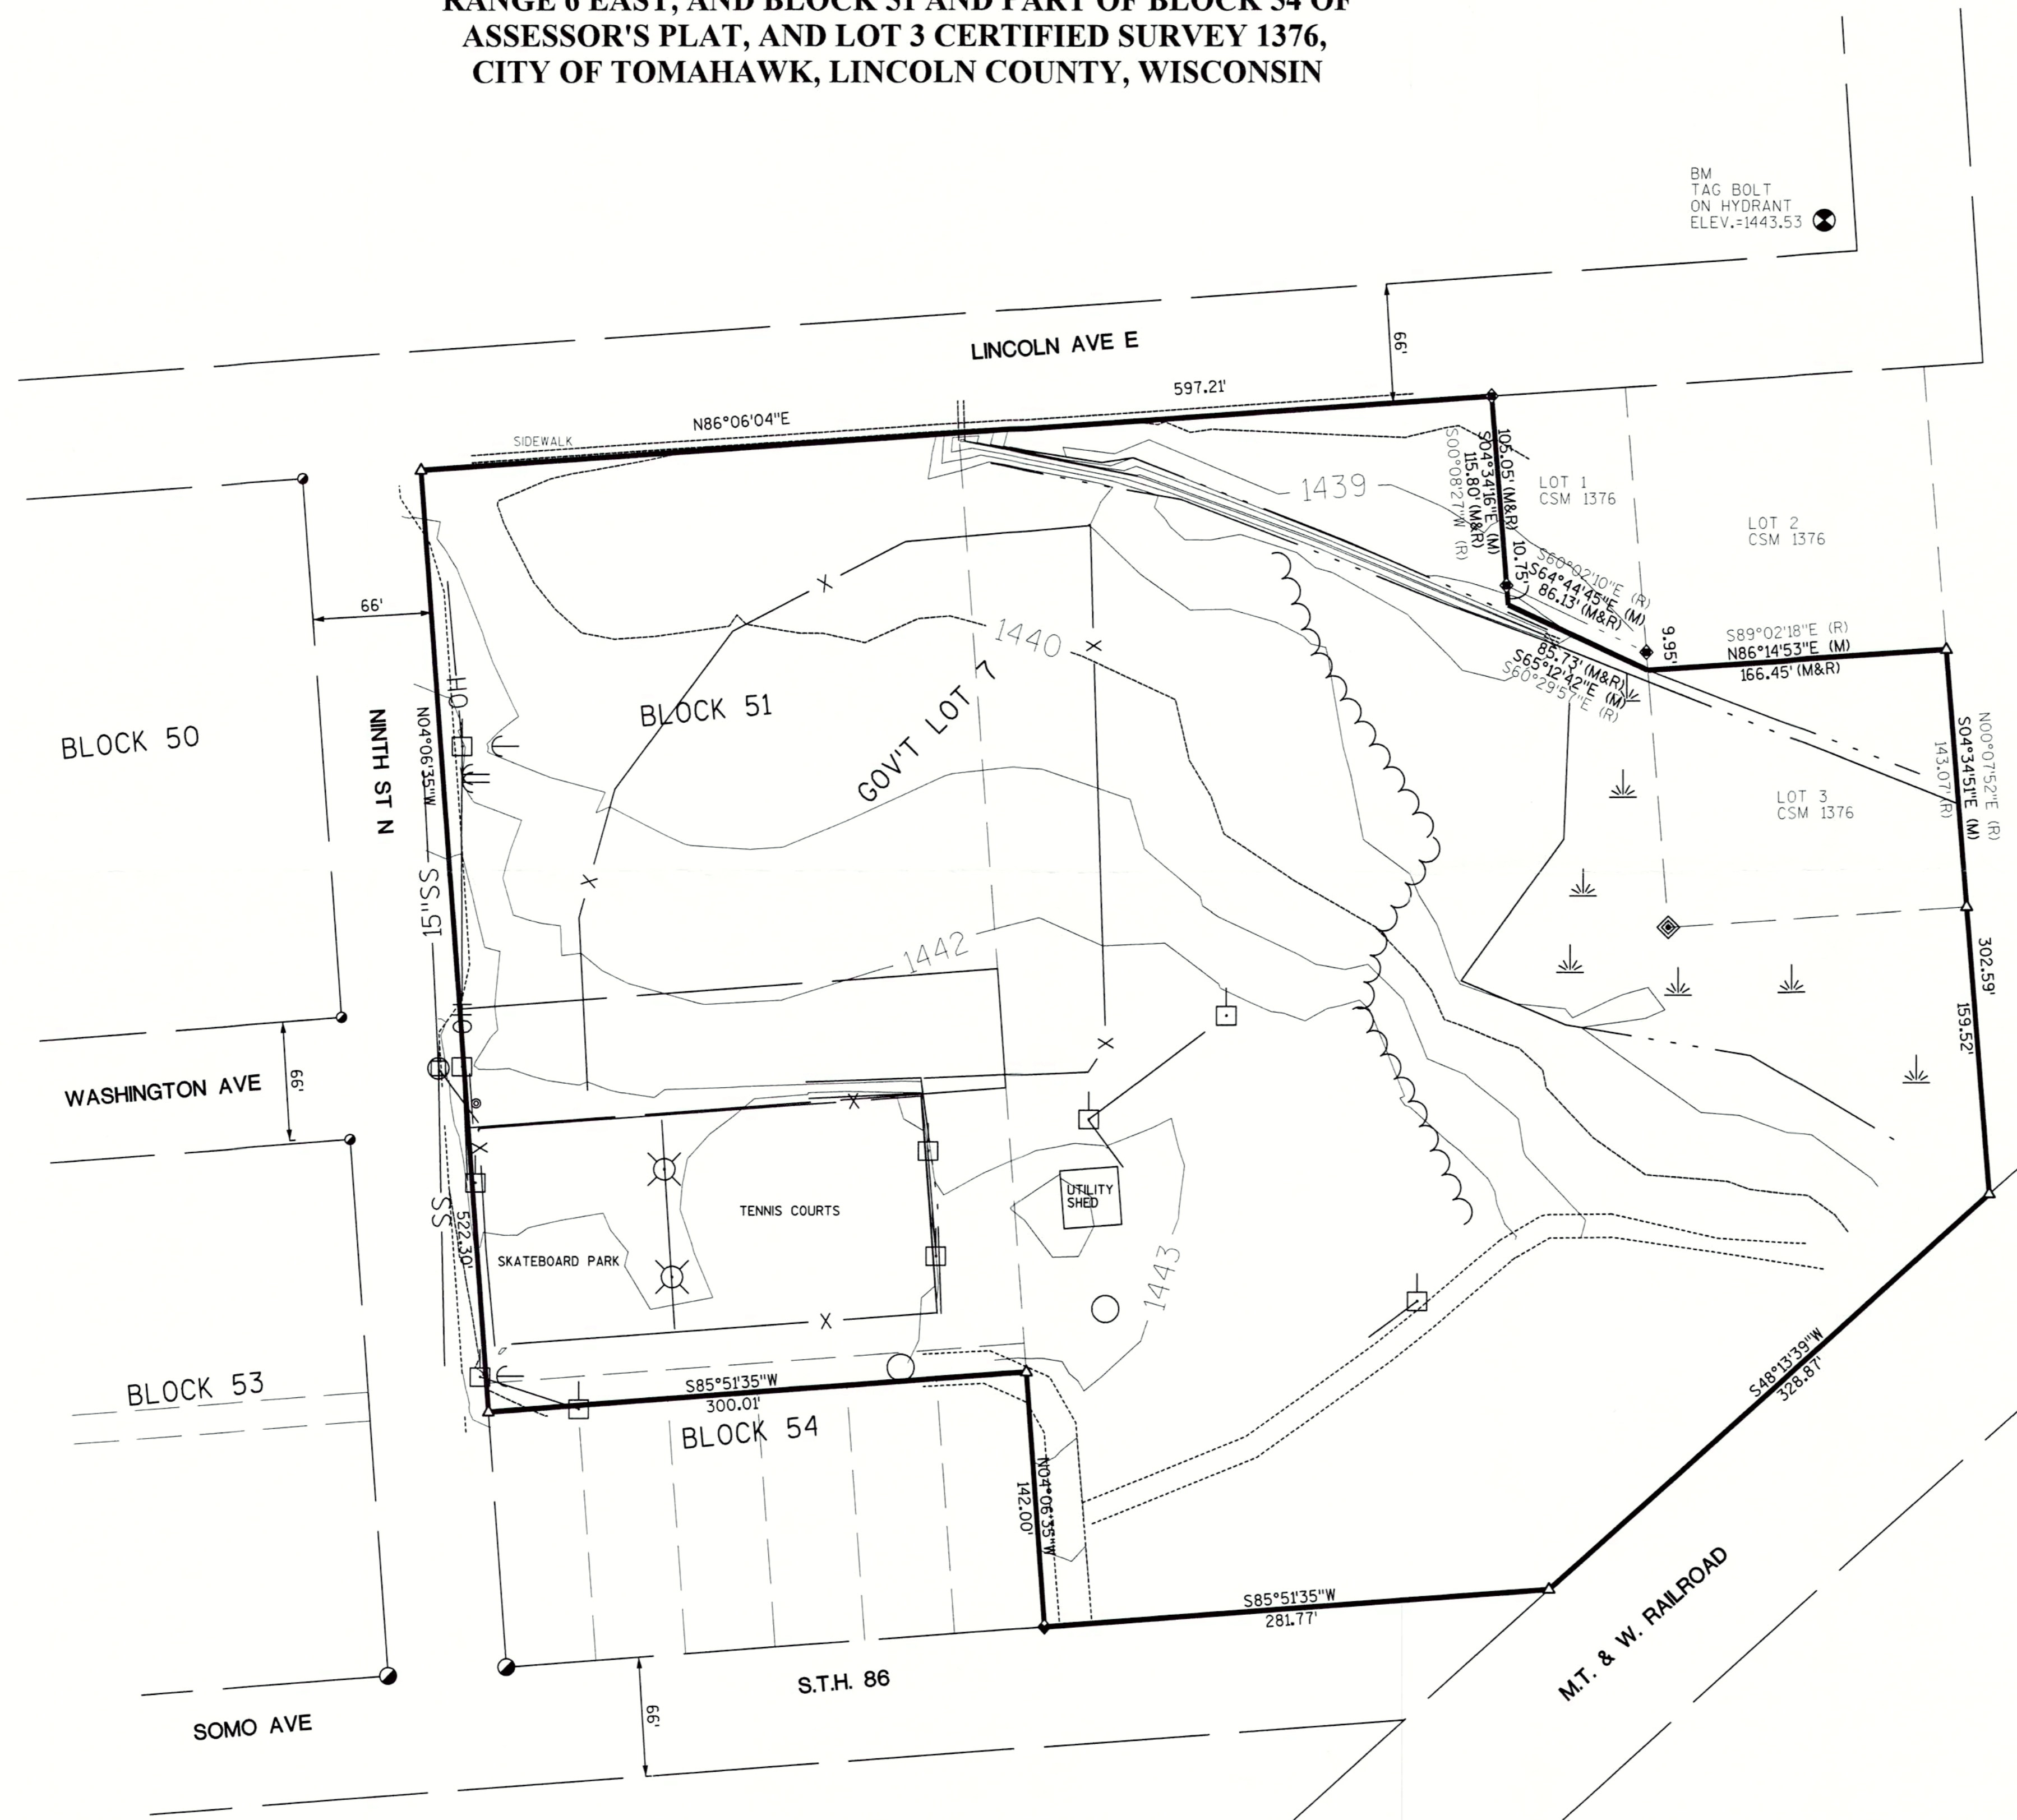 RANGE 6 EAST, AND BLOCK 51 AND PART OF BLOCK 54 OF
ASSESSOR'S PLAT, AND LOT 3 CERTIFIED SURVEY 1376,
CITY OF TOMAHAWK, LINCOLN COUNTY, WISCONSIN
BM
TAG BOLT
ON HYDRANT
ELEV.=1443.53
LINCOLN AVE E
66'
597.21'
N86°06'04"E
SIDEWALK
105.05' (M&R)
S04°34'16"E (M)
115.80' (M&R)
S00°08'27"W (R)
10.75'
1439
LOT 1
CSM 1376
LOT 2
CSM 1376
S60°02'10"E (R)
S64°44'45"E (M)
86.13' (M&R)
9.95'
S89°02'18"E (R)
N86°14'53"E (M)
166.45' (M&R)
85.73' (M&R)
S65°12'42"E (M)
S60°29'57"E (R)
66'
1440
X
X
OH
BLOCK 51
GOV'T LOT 7
BLOCK 50
NINTH ST N
N04°06'35"W
N00°07'52"E (R)
S04°34'51"E (M)
143.07' (R)
LOT 3
CSM 1376
X
15"SS
1442
302.59'
159.52'
OH
X
WASHINGTON AVE
66'
X
X
SS
522.30'
UTILITY
SHED
TENNIS COURTS
SKATEBOARD PARK
1443
X
BLOCK 53
S85°51'35"W
300.01'
BLOCK 54
S48°13'39"W
328.87'
N04°06'35"W
142.00'
S85°51'35"W
281.77'
M.T. & W. RAILROAD
S.T.H. 86
66'
SOMO AVE